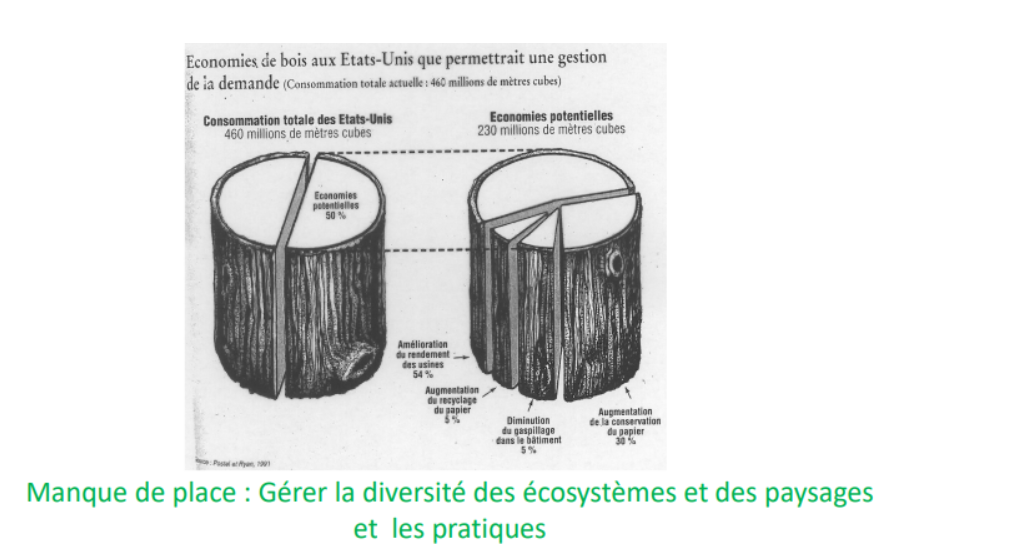 Economies de bois aux Etats-Unis que permettrait une gestion
de la demande (Consommation totale actuelle : 460 millions de mètres cubes)
Consommation totale des Etats-Unis
460 millions de mètres cubes
Economies potentielles
230 millions de mètres cubes
Economies
potentielles
50 %
Amélioration
du rendement
des usines
54 %
Augmentation
du recyclage
du papier
5 %
Diminution
du gaspillage
dans le bâtiment
5 %
Augmentation
de la conservation
du papier
30 %
Source : Postel et Ryan, 1991
Manque de place : Gérer la diversité des écosystèmes et des paysages
et les pratiques